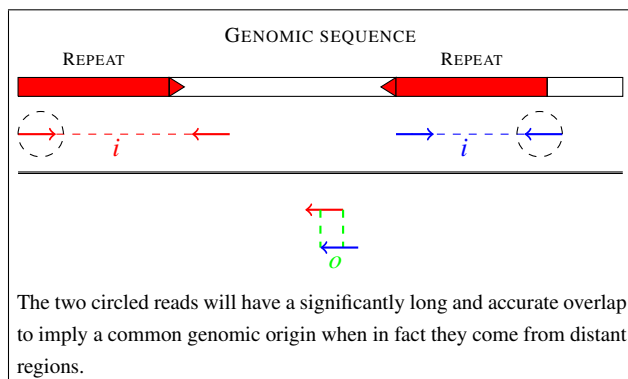 GENOMIC SEQUENCE
REPEAT REPEAT
i i
o
The two circled reads will have a significantly long and accurate overlap
to imply a common genomic origin when in fact they come from distant
regions.